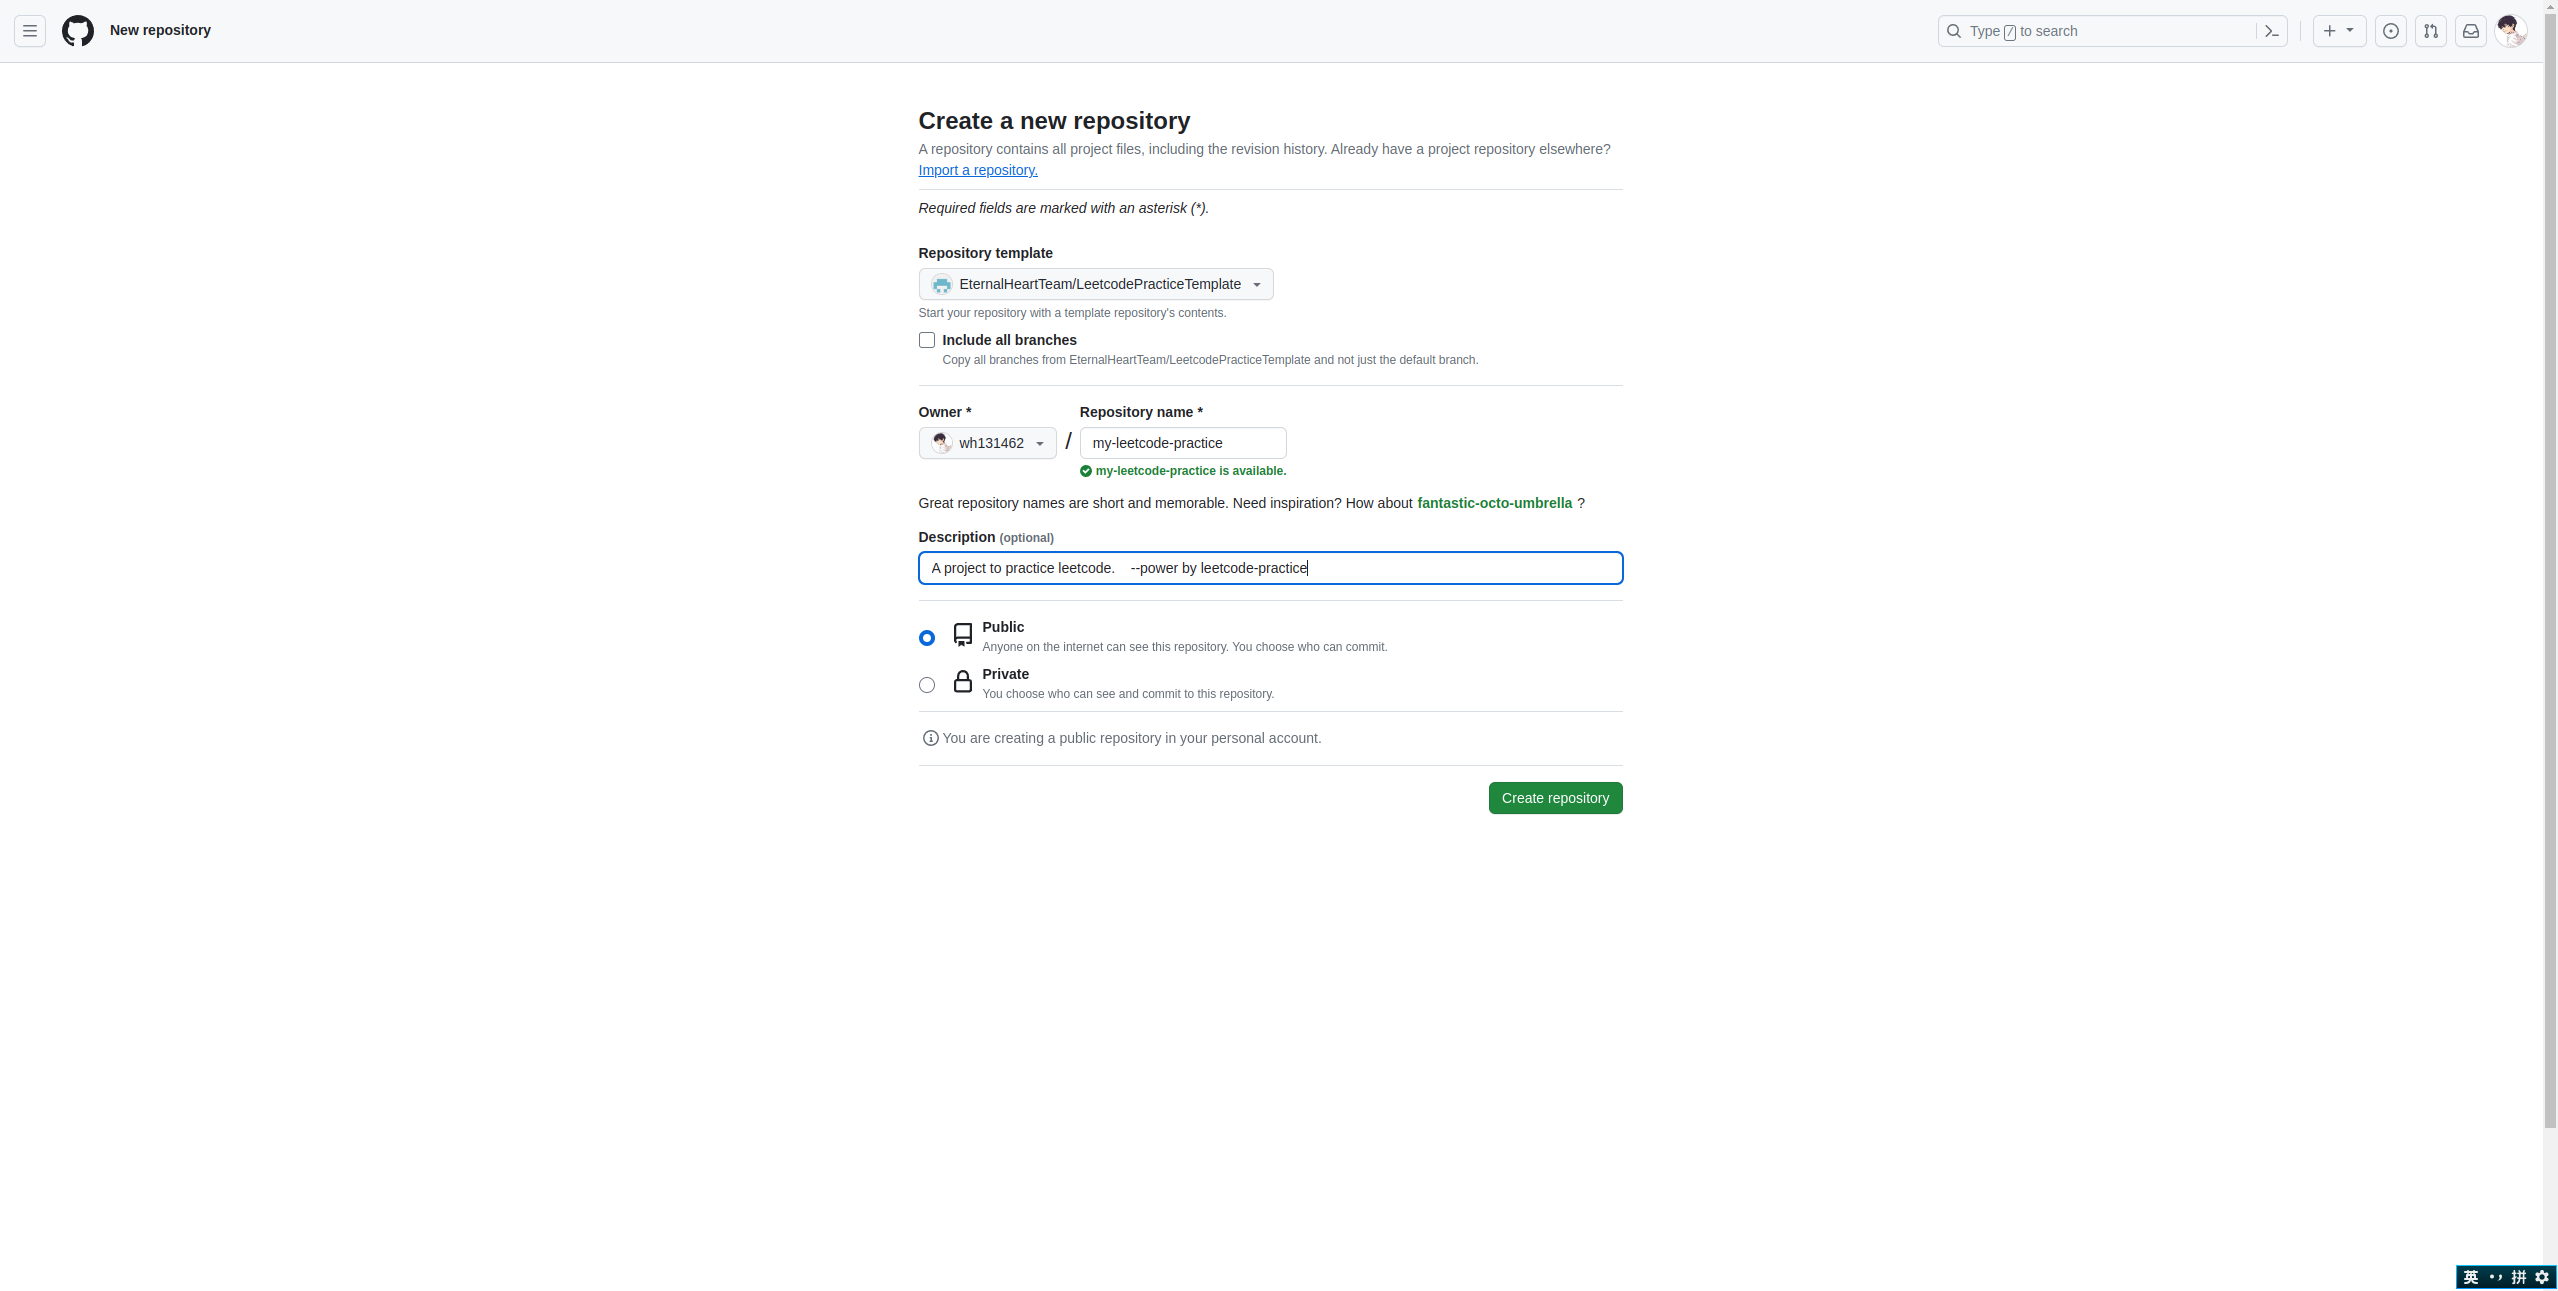 New repository
Type / to search
Create a new repository
A repository contains all project files, including the revision history. Already have a project repository elsewhere?
Import a repository.
Required fields are marked with an asterisk (*).
Repository template
EternalHeartTeam/LeetcodePracticeTemplate
Start your repository with a template repository's contents.
Include all branches
Copy all branches from EternalHeartTeam/LeetcodePracticeTemplate and not just the default branch.
Owner * Repository name *
wh131462 / my-leetcode-practice
my-leetcode-practice is available.
Great repository names are short and memorable. Need inspiration? How about fantastic-octo-umbrella ?
Description (optional)
A project to practice leetcode.    --power by leetcode-practice
Public
Anyone on the internet can see this repository. You choose who can commit.
Private
You choose who can see and commit to this repository.
You are creating a public repository in your personal account.
Create repository
英 •, 拼